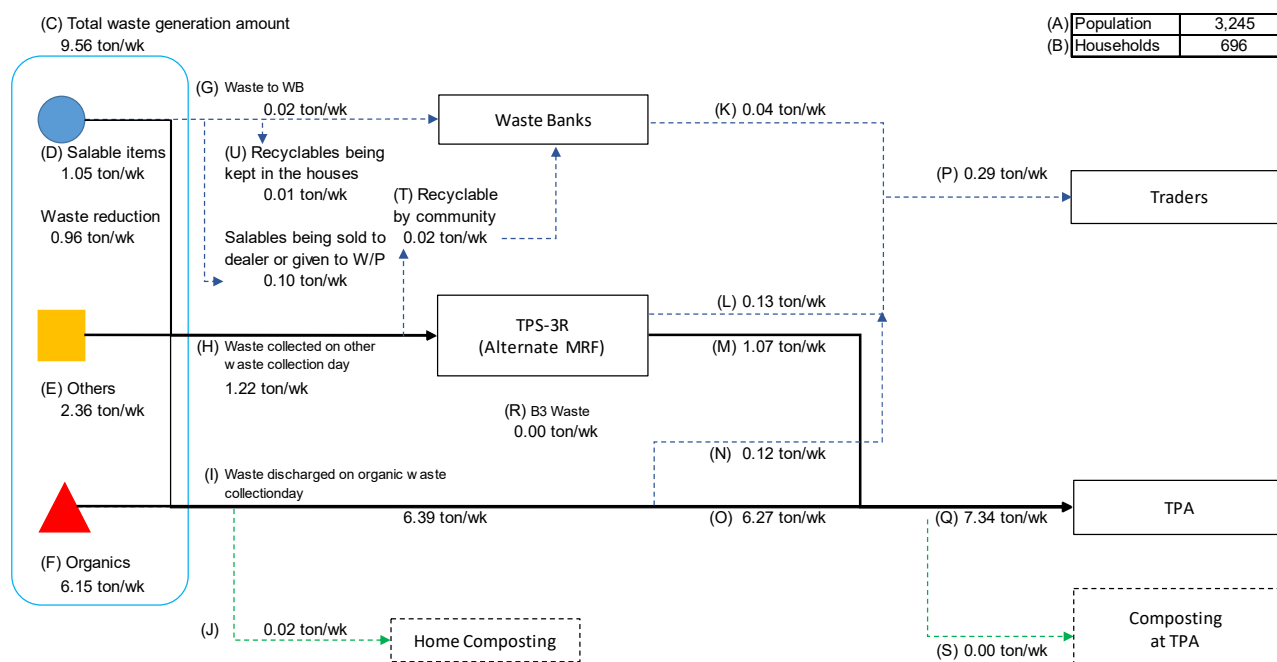 (C) Total waste generation amount
9.56 ton/wk
(A) Population 3,245
(B) Households 696
(G) Waste to WB
0.02 ton/wk
Waste Banks
(K) 0.04 ton/wk
(D) Salable items
1.05 ton/wk
(U) Recyclables being
kept in the houses
0.01 ton/wk
(T) Recyclable
by community
0.02 ton/wk
(P) 0.29 ton/wk
Traders
Waste reduction
0.96 ton/wk
Salables being sold to
dealer or given to W/P
0.10 ton/wk
TPS-3R
(Alternate MRF)
(L) 0.13 ton/wk
(H) Waste collected on other
waste collection day
1.22 ton/wk
(M) 1.07 ton/wk
(E) Others
2.36 ton/wk
(R) B3 Waste
0.00 ton/wk
(N) 0.12 ton/wk
(I) Waste discharged on organic waste
collectionday
6.39 ton/wk
(O) 6.27 ton/wk
(Q) 7.34 ton/wk
TPA
(F) Organics
6.15 ton/wk
(J) 0.02 ton/wk
Home Composting
Composting
at TPA
(S) 0.00 ton/wk